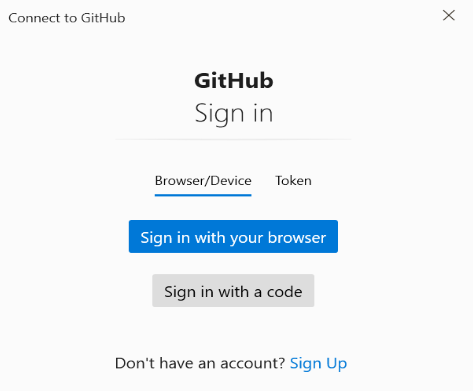 Connect to GitHub
GitHub
Sign in
Browser/Device Token
Sign in with your browser
Sign in with a code
Don't have an account? Sign Up